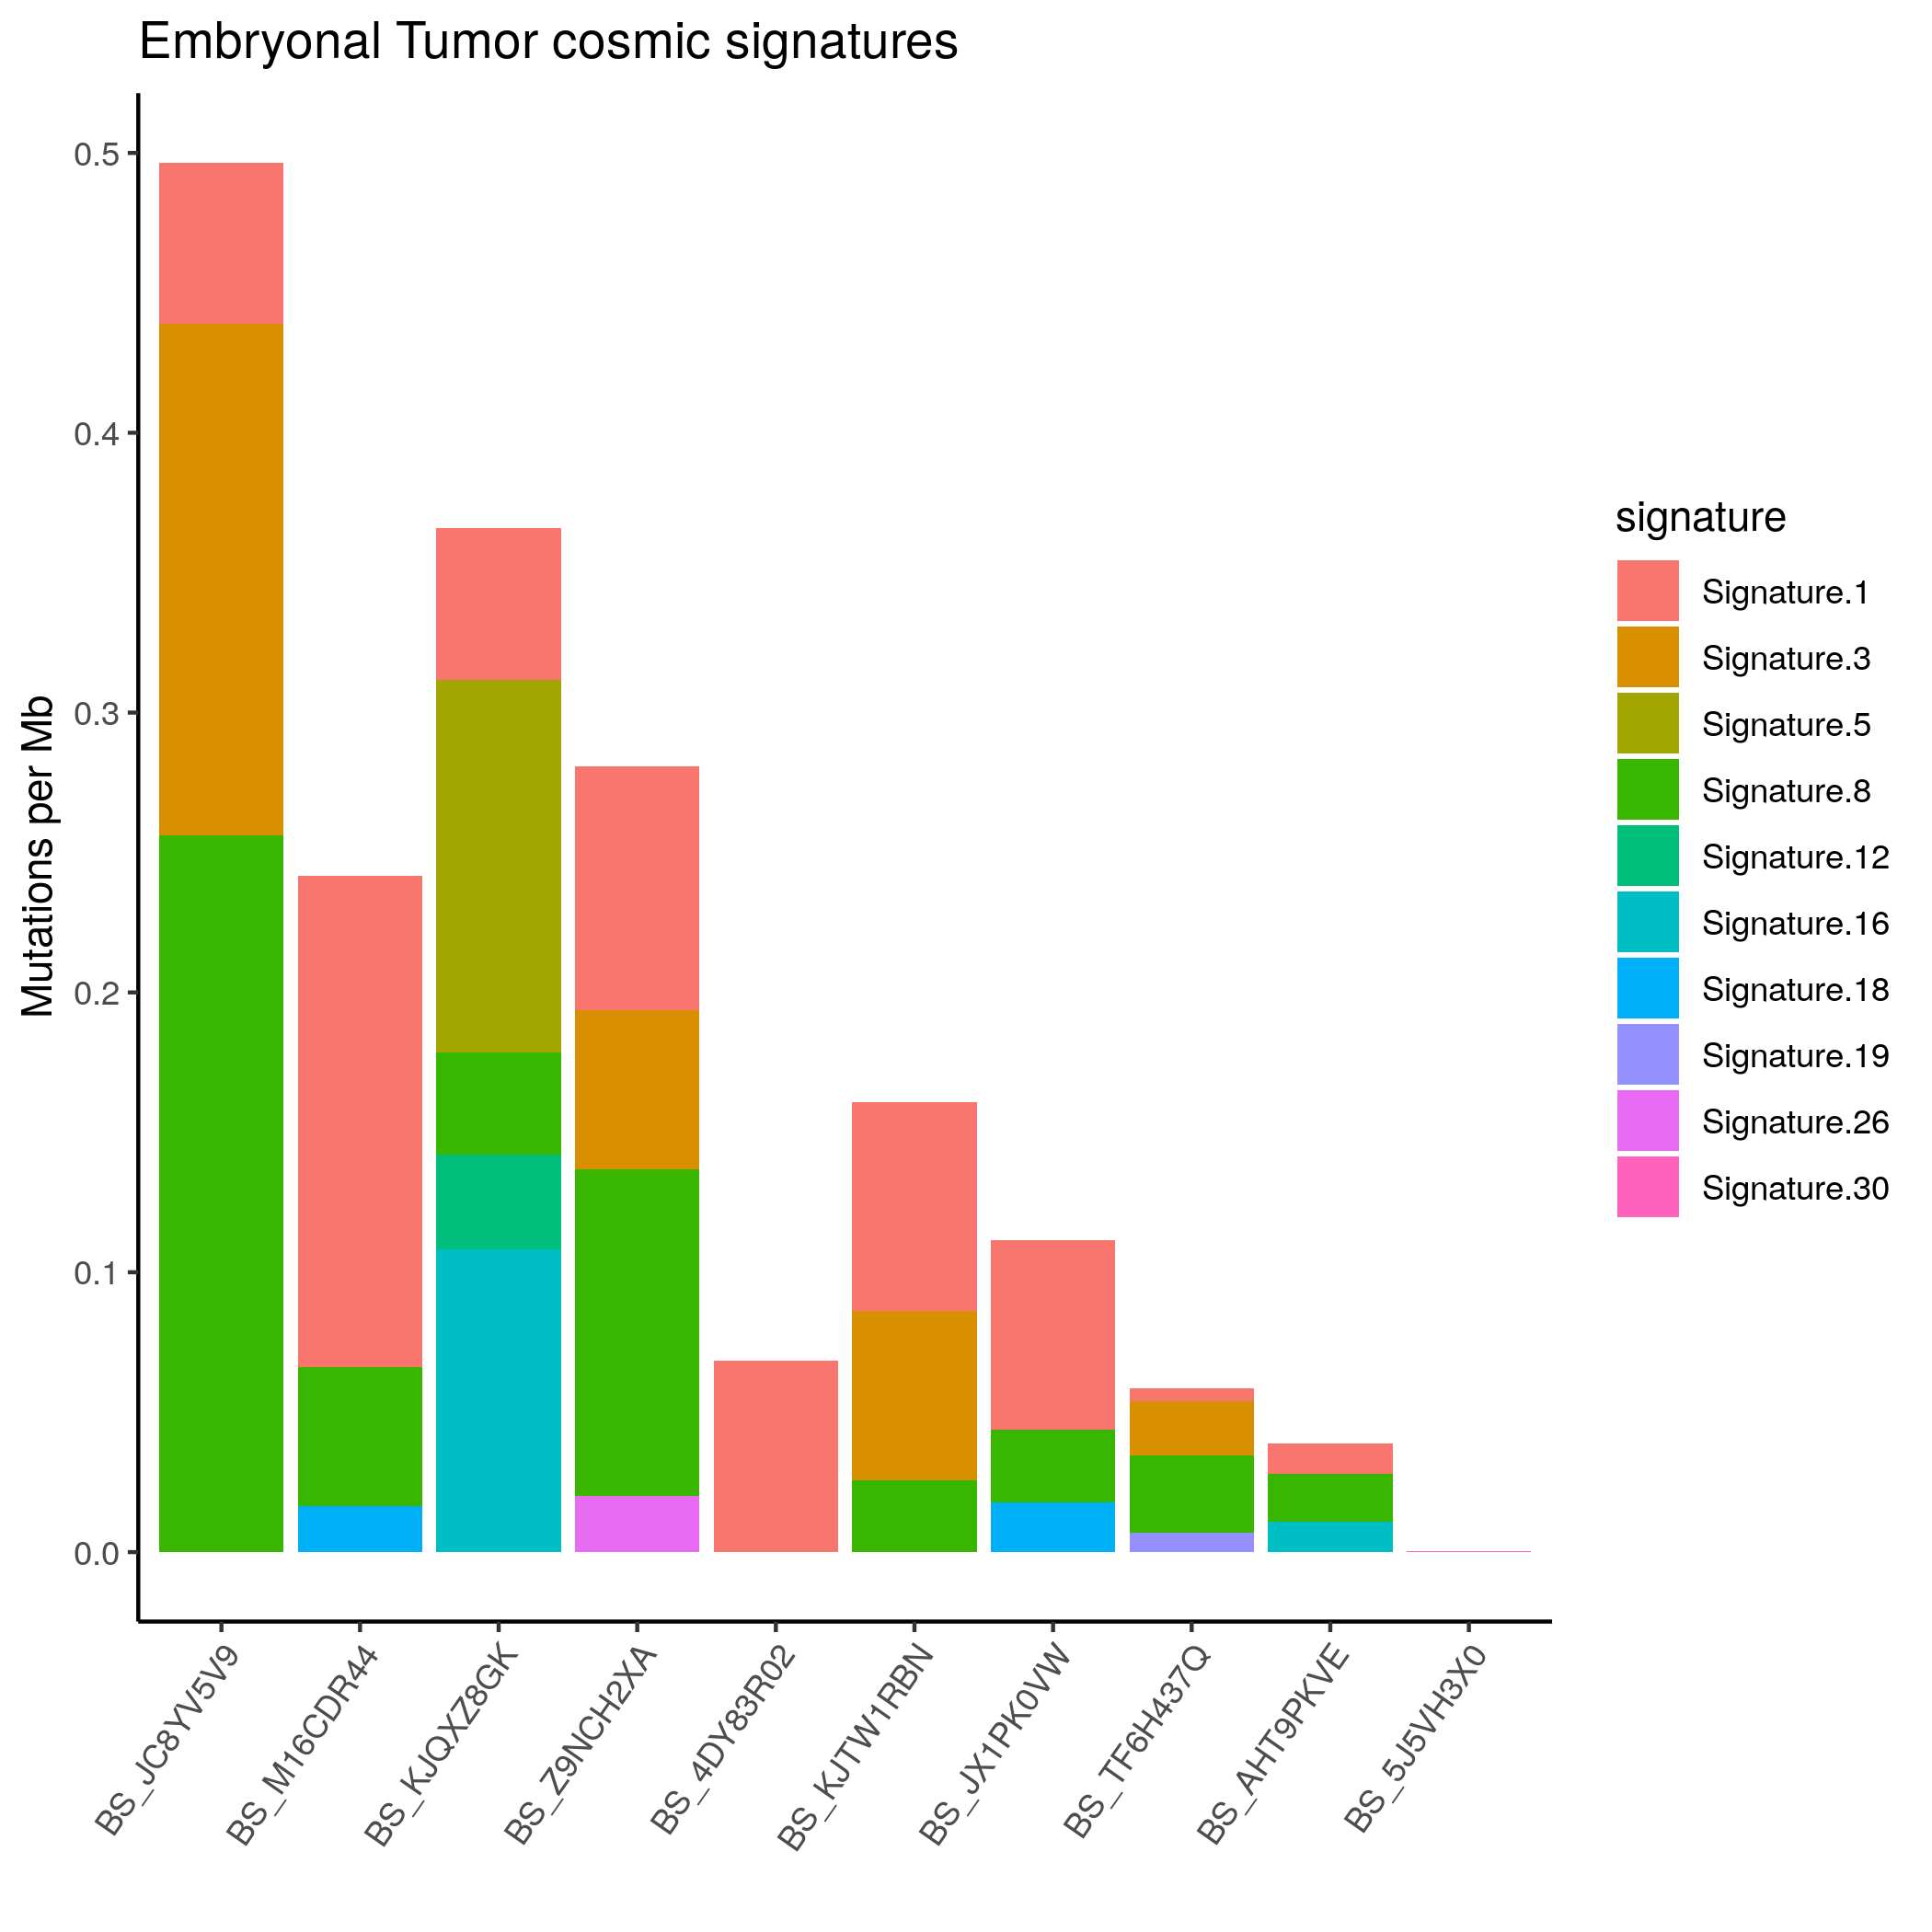 Embryonal Tumor cosmic signatures
Mutations per Mb
0.5
0.4
0.3
0.2
0.1
0.0
BS_JC8YV5V9
BS_M16CDR44
BS_KJQXZ8GK
BS_Z9NCH2XA
BS_4DY83R02
BS_KJTW1RBN
BS_JX1PK0VW
BS_TF6H437Q
BS_AHT9PKVE
BS_5J5VH3X0
signature
Signature.1
Signature.3
Signature.5
Signature.8
Signature.12
Signature.16
Signature.18
Signature.19
Signature.26
Signature.30